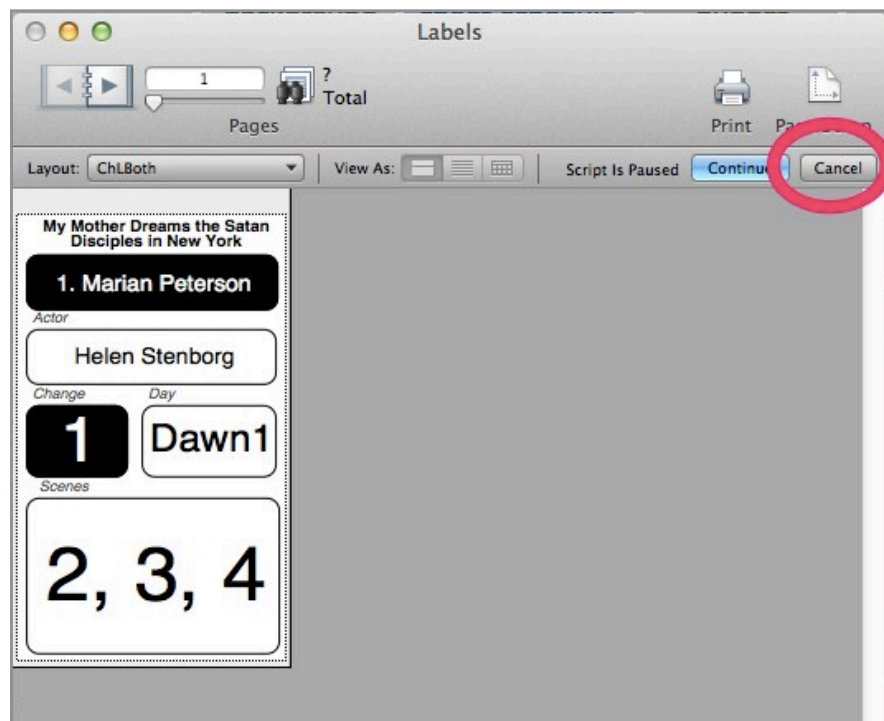 Labels
1
?
Total
Pages
Print
Layout: ChLBoth
View As:
Script Is Paused
Continue
Cancel
My Mother Dreams the Satan
Disciples in New York
1. Marian Peterson
Actor
Helen Stenborg
Change
Day
1
Dawn1
Scenes
2, 3, 4